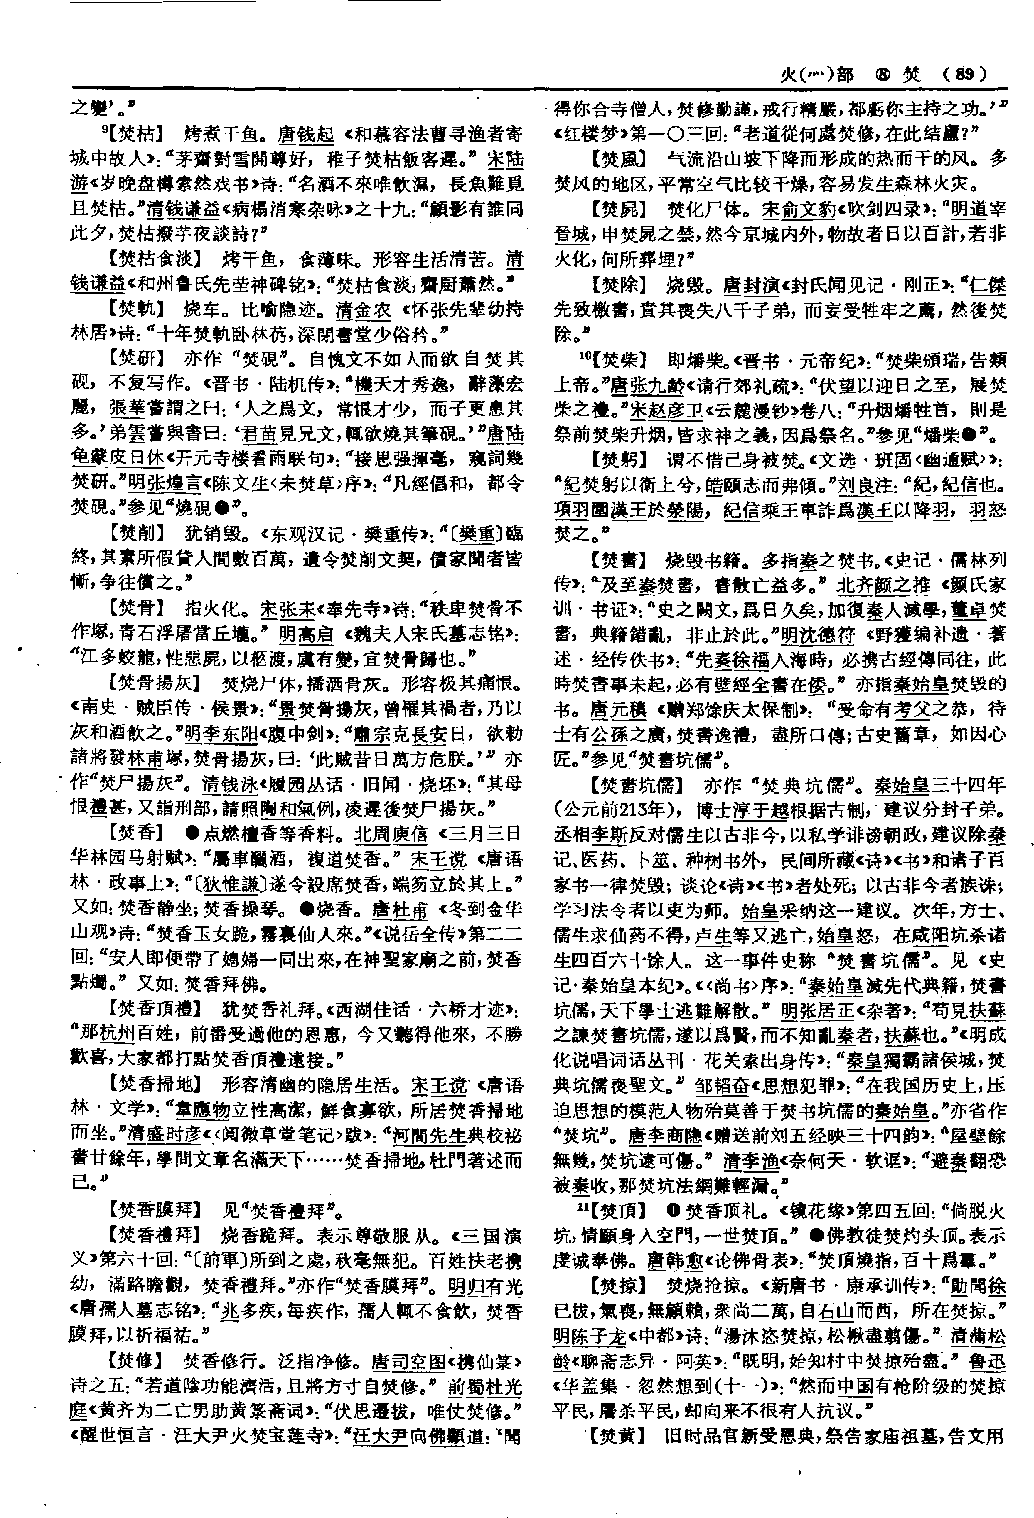 火(灬)部 ⑧ 焚 (89)
之變'。”
⁹【焚枯】 烤煮干鱼。唐钱起《和慕容法曹寻渔者寄
城中故人》：“茅齋對雪開尊好，稚子焚枯飯客遲。”宋陆
游《岁晚盘樽索然戏书》诗：“名酒不來唯飲濕，長魚難覓
且焚枯。”清钱谦益《病榻消寒杂咏》之十九：“顧影有誰同
此夕，焚枯撥芋夜談詩？”
【焚枯食淡】 烤干鱼，食薄味。形容生活清苦。清
钱谦益《和州鲁氏先茔神碑铭》：“焚枯食淡，齋厨蕭然。”
【焚軌】 烧车。比喻隐迹。清金农《怀张先辈幼持
林居》诗：“十年焚軌卧林芿，深閉書堂少俗矜。”
【焚研】 亦作“焚硯”。自愧文不如人而欲自焚其
砚，不复写作。《晋书·陆机传》：“機天才秀逸，辭藻宏
麗，張華嘗謂之曰：‘人之爲文，常恨才少，而子更患其
多。’弟雲嘗與書曰：‘君苗見兄文，輒欲燒其筆硯。’”唐陆
龟蒙皮日休《开元寺楼看雨联句》：“接思强揮毫，窺詞幾
焚研。”明张煌言《陈文生〈未焚草〉序》：“凡經倡和，都令
焚硯。”参见“燒硯●”。
【焚削】 犹销毁。《东观汉记·樊重传》：“〔樊重〕臨
終，其素所假貸人間數百萬，遺令焚削文契，債家聞者皆
慚，争往償之。”
【焚骨】 指火化。宋张耒《奉先寺》诗：“秩卑焚骨不
作塚，青石浮屠當丘壠。”明高启《魏夫人宋氏墓志铭》：
“江多蛟龍，性惡屍，以柩渡，虞有變，宜焚骨歸也。”
【焚骨揚灰】 焚烧尸体，播洒骨灰。形容极其痛恨。
《南史·贼臣传·侯景》：“景焚骨揚灰，曾罹其禍者，乃以
灰和酒飲之。”明李东阳《腹中剑》：“肅宗克長安日，欲勅
諸將發林甫塚，焚骨揚灰，曰：‘此賊昔日萬方危朕。’”亦
作“焚尸揚灰”。清钱泳《履园丛话·旧闻·烧坯》：“其母
恨禮甚，又詣刑部，請照陶和氣例，凌遲後焚尸揚灰。”
【焚香】 ●点燃檀香等香料。北周庾信《三月三日
华林园马射赋》：“屬車釃酒，複道焚香。”宋王谠《唐语
林·政事上》：“〔狄惟謙〕遂令設席焚香，端笏立於其上。”
又如：焚香静坐；焚香操琴。●烧香。唐杜甫《冬到金华
山观》诗：“焚香玉女跪，霧裏仙人來。”《说岳全传》第二二
回：“安人即便帶了媳婦一同出來，在神聖家廟之前，焚香
點燭。”又如：焚香拜佛。
【焚香頂禮】 犹焚香礼拜。《西湖佳话·六桥才迹》：
“那杭州百姓，前番受過他的恩惠，今又聽得他來，不勝
歡喜，大家都打點焚香頂禮遠接。”
【焚香掃地】 形容清幽的隐居生活。宋王谠《唐语
林·文学》：“韋應物立性高潔，鮮食寡欲，所居焚香掃地
而坐。”清盛时彦《〈阅微草堂笔记〉跋》：“河間先生典校祕
書廿餘年，學問文章名滿天下……焚香掃地，杜門著述而
已。”
【焚香膜拜】 见“焚香禮拜”。
【焚香禮拜】 烧香跪拜。表示尊敬服从。《三国演
义》第六十回：“〔前軍〕所到之處，秋毫無犯。百姓扶老携
幼，滿路瞻觀，焚香禮拜。”亦作“焚香膜拜”。明归有光
《唐孺人墓志铭》：“兆多疾，每疾作，孺人輒不食飲，焚香
膜拜，以祈福祐。”
【焚修】 焚香修行。泛指净修。唐司空图《携仙箓》
诗之五：“若道陰功能濟活，且將方寸自焚修。”前蜀杜光
庭《黄齐为二亡男助黄箓斋词》：“伏思遷拔，唯仗焚修。”
《醒世恒言·汪大尹火焚宝莲寺》：“汪大尹向佛顯道：‘聞
得你合寺僧人，焚修勤謹，戒行精嚴，都虧你主持之功。’”
《红楼梦》第一〇三回：“老道從何處焚修，在此結廬？”
【焚風】 气流沿山坡下降而形成的热而干的风。多
焚风的地区，平常空气比较干燥，容易发生森林火灾。
【焚屍】 焚化尸体。宋俞文豹《吹剑四录》：“明道宰
晉城，申焚屍之禁，然今京城内外，物故者日以百計，若非
火化，何所葬埋？”
【焚除】 烧毁。唐封演《封氏闻见记·刚正》：“仁傑
先致檄書，責其喪失八千子弟，而妄受牲牢之薦，然後焚
除。”
¹⁰【焚柴】 即燔柴。《晋书·元帝纪》：“焚柴頒瑞，告類
上帝。”唐张九龄《请行郊礼疏》：“伏望以迎日之至，展焚
柴之禮。”宋赵彦卫《云麓漫钞》卷八：“升烟燔牲首，則是
祭前焚柴升烟，皆求神之義，因爲祭名。”参见“燔柴●”。
【焚躬】 谓不惜己身被焚。《文选·班固〈幽通赋〉》：
“紀焚躬以衛上兮，皓頤志而弗傾。”刘良注：“紀，紀信也。
項羽圍漢王於滎陽，紀信乘王車詐爲漢王以降羽，羽怒
焚之。”
【焚書】 烧毁书籍。多指秦之焚书。《史记·儒林列
传》：“及至秦焚書，書散亡益多。”北齐颜之推《颜氏家
训·书证》：“史之闕文，爲日久矣，加復秦人滅學，董卓焚
書，典籍錯亂，非止於此。”明沈德符《野獲编补遗·著
述·经传佚书》：“先秦徐福入海時，必携古經傳同往，此
時焚書事未起，必有壁經全書在倭。”亦指秦始皇焚毁的
书。唐元稹《赠郑馀庆太保制》：“受命有考父之恭，待
士有公孫之廣，焚書逸禮，盡所口傳；古史舊章，如因心
匠。”参见“焚書坑儒”。
【焚書坑儒】 亦作“焚典坑儒”。秦始皇三十四年
(公元前213年)，博士淳于越根据古制，建议分封子弟。
丞相李斯反对儒生以古非今，以私学诽谤朝政，建议除秦
记、医药、卜筮、种树书外，民间所藏《诗》《书》和诸子百
家书一律焚毁；谈论《诗》《书》者处死；以古非今者族诛；
学习法令者以吏为师。始皇采纳这一建议。次年，方士、
儒生求仙药不得，卢生等又逃亡，始皇怒，在咸阳坑杀诸
生四百六十馀人。这一事件史称“焚書坑儒”。见《史
记·秦始皇本纪》。《〈尚书〉序》：“秦始皇滅先代典籍，焚書
坑儒，天下學士逃難解散。”明张居正《杂著》：“苟見扶蘇
之諫焚書坑儒，遂以爲賢，而不知亂秦者，扶蘇也。”《明成
化说唱词话丛刊·花关索出身传》：“秦皇獨霸諸侯城，焚
典坑儒喪聖文。”邹韬奋《思想犯罪》：“在我国历史上，压
迫思想的模范人物殆莫善于焚书坑儒的秦始皇。”亦省作
“焚坑”。唐李商隐《赠送前刘五经映三十四韵》：“屋壁餘
無幾，焚坑逮可傷。”清李渔《奈何天·软诓》：“避秦翻恐
被秦收，那焚坑法網難輕漏。”
¹¹【焚頂】 ❶焚香顶礼。《镜花缘》第四五回：“倘脱火
坑，情願身入空門，一世焚頂。”●佛教徒焚灼头顶。表示
虔诚奉佛。唐韩愈《论佛骨表》：“焚頂燒指，百十爲羣。”
【焚掠】 焚烧抢掠。《新唐书·康承训传》：“勛聞徐
已拔，氣喪，無顧賴，衆尚二萬，自石山而西，所在焚掠。”
明陈子龙《中都》诗：“湯沐恣焚掠，松楸盡翦傷。”清蒲松
龄《聊斋志异·阿英》：“既明，始知村中焚掠殆盡。”鲁迅
《华盖集·忽然想到(十一)》：“然而中国有枪阶级的焚掠
平民，屠杀平民，却向来不很有人抗议。”
【焚黄】 旧时品官新受恩典，祭告家庙祖墓，告文用